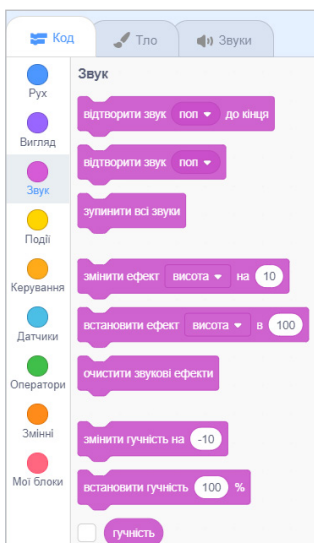 Код
Тло
Звуки
Рух
Вигляд
Звук
Події
Керування
Датчики
Оператори
Змінні
Мої блоки
Звук
відтворити звук поп до кінця
відтворити звук поп
зупинити всі звуки
змінити ефект висота на 10
встановити ефект висота в 100
очистити звукові ефекти
змінити гучність на -10
встановити гучність 100 %
гучність